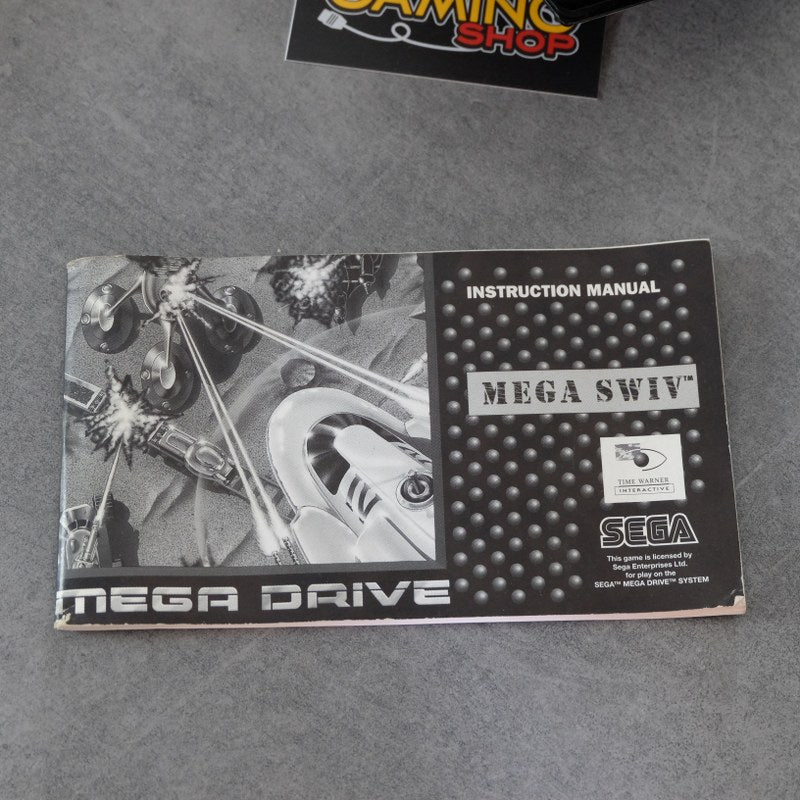 GAMING
SHOP
INSTRUCTION MANUAL
MEGA SWIV™
TIME WARNER
INTERACTIVE
SEGA
This game is licensed by
Sega Enterprises Ltd.
for play on the
SEGA™ MEGA DRIVE™ SYSTEM
MEGA DRIVE